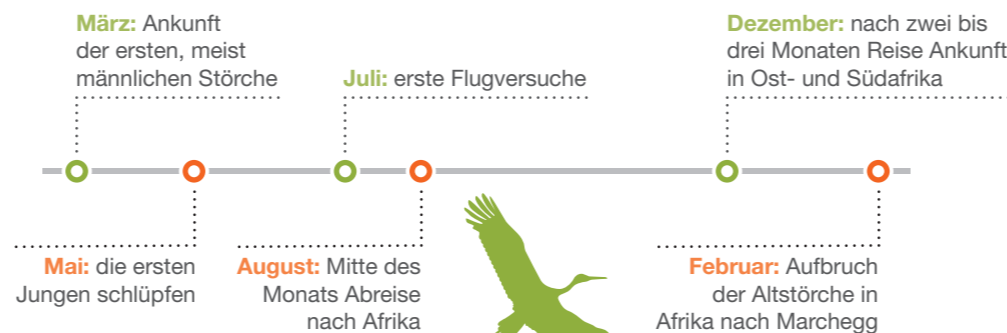 März: Ankunft
der ersten, meist
männlichen Störche
Juli: erste Flugversuche
Dezember: nach zwei bis
drei Monaten Reise Ankunft
in Ost- und Südafrika
Mai: die ersten
Jungen schlüpfen
August: Mitte des
Monats Abreise
nach Afrika
Februar: Aufbruch
der Altstörche in
Afrika nach Marchegg